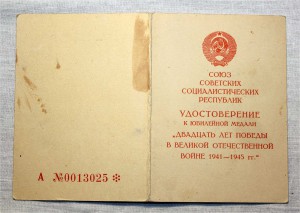 А №0013025 *
СОЮЗ
СОВЕТСКИХ
СОЦИАЛИСТИЧЕСКИХ
РЕСПУБЛИК
УДОСТОВЕРЕНИЕ
К ЮБИЛЕЙНОЙ МЕДАЛИ
„ДВАДЦАТЬ ЛЕТ ПОБЕДЫ
В ВЕЛИКОЙ ОТЕЧЕСТВЕННОЙ
ВОЙНЕ 1941—1945 гг."